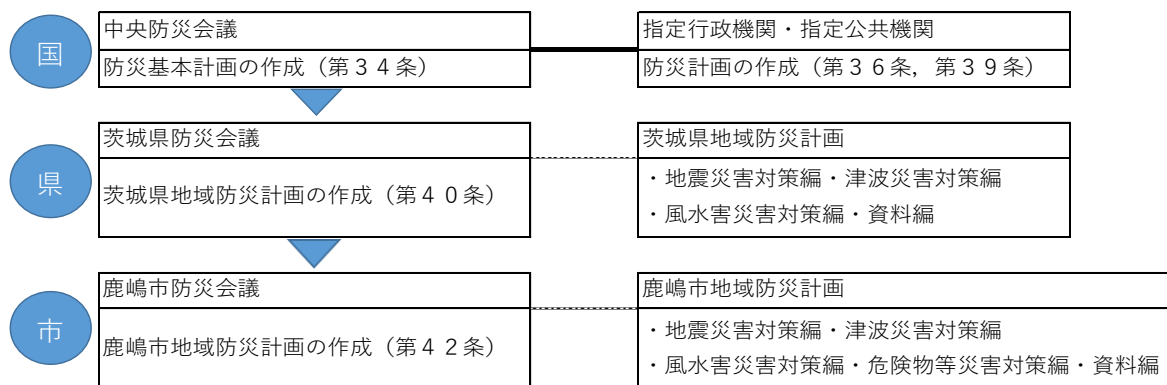 国
中央防災会議
指定行政機関・指定公共機関
防災基本計画の作成（第３４条）
防災計画の作成（第３６条，第３９条）
県
茨城県防災会議
茨城県地域防災計画
茨城県地域防災計画の作成（第４０条）
・地震災害対策編・津波災害対策編
・風水害災害対策編・資料編
市
鹿嶋市防災会議
鹿嶋市地域防災計画
鹿嶋市地域防災計画の作成（第４２条）
・地震災害対策編・津波災害対策編
・風水害災害対策編・危険物等災害対策編・資料編